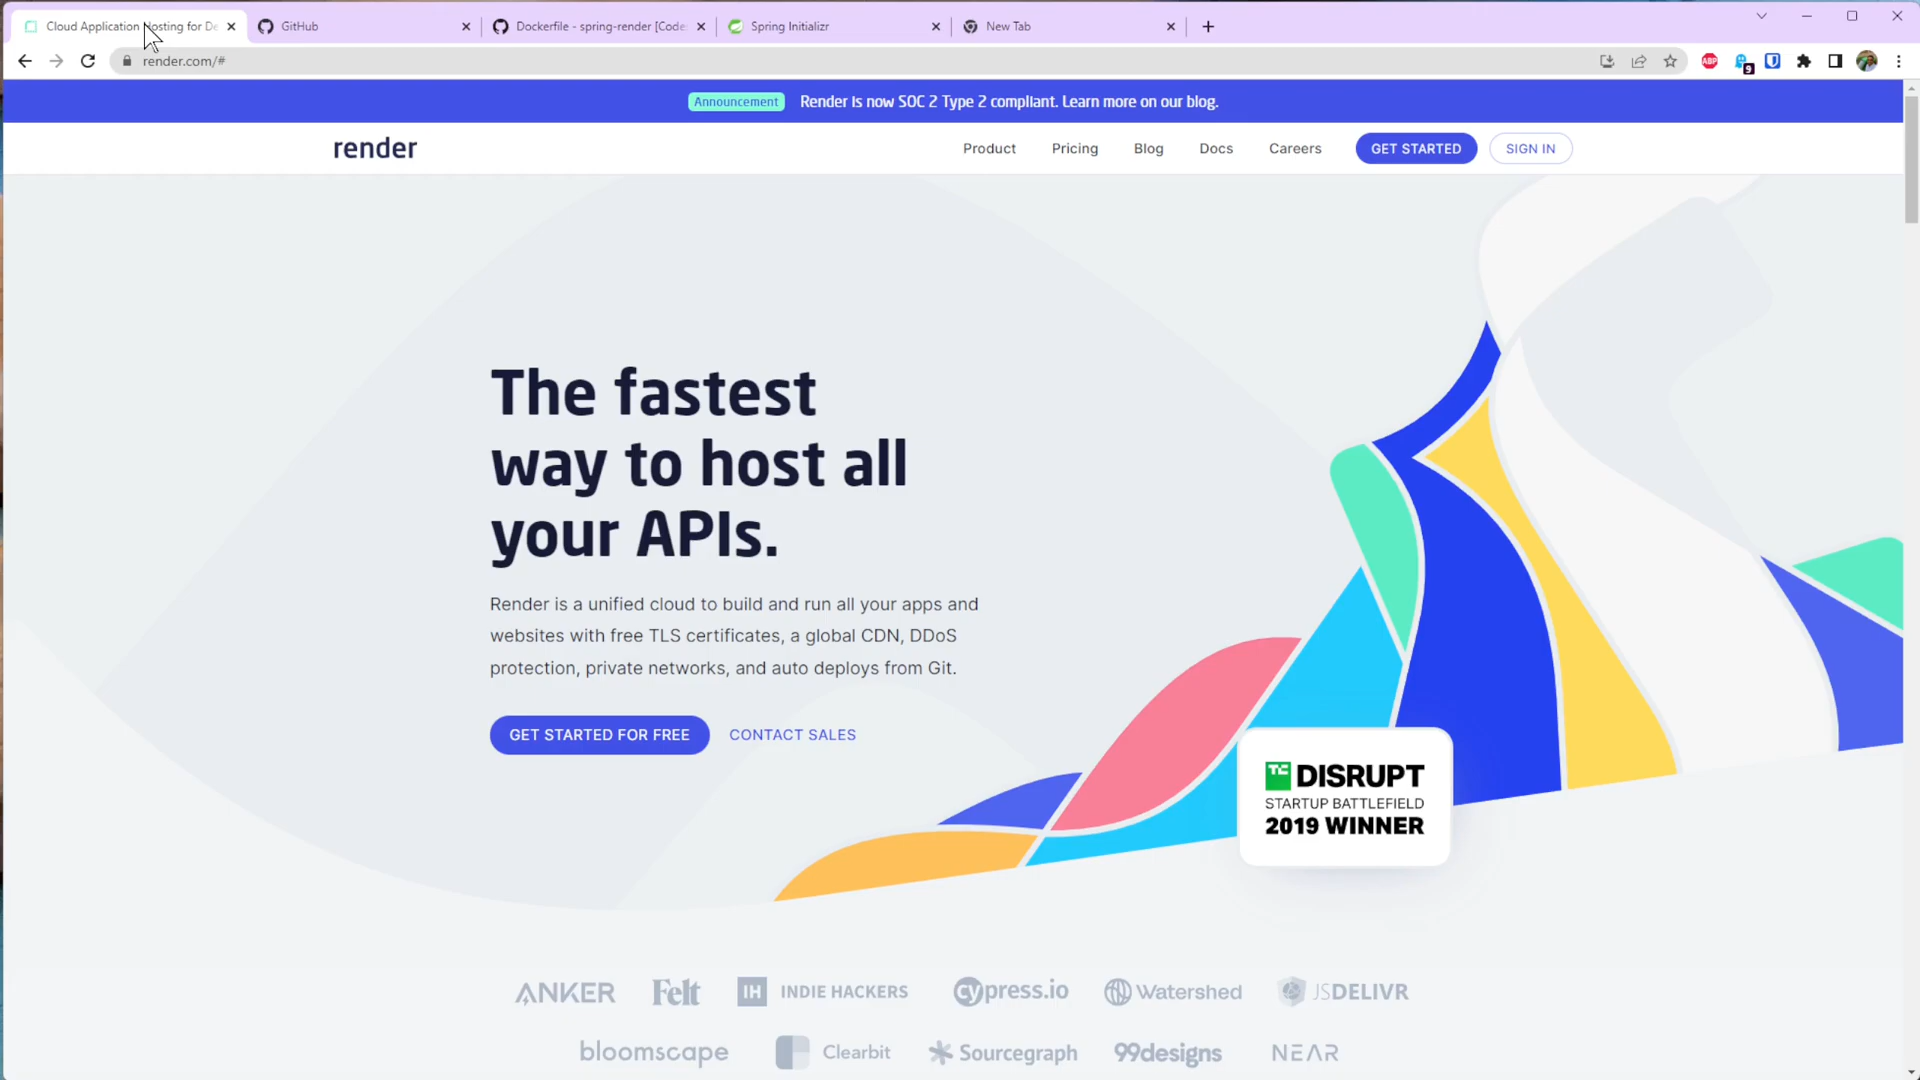 Cloud Application Hosting for De
GitHub
Dockerfile - spring-render [Code
Spring Initializr
New Tab
render.com/#
ABP
9
Announcement
Render is now SOC 2 Type 2 compliant. Learn more on our blog.
render
Product
Pricing
Blog
Docs
Careers
GET STARTED
SIGN IN
The fastest
way to host all
your APIs.
Render is a unified cloud to build and run all your apps and
websites with free TLS certificates, a global CDN, DDoS
protection, private networks, and auto deploys from Git.
GET STARTED FOR FREE
CONTACT SALES
TC DISRUPT
STARTUP BATTLEFIELD
2019 WINNER
ANKER
Felt
IH INDIE HACKERS
cypress.io
Watershed
JSDELIVR
bloomscape
Clearbit
Sourcegraph
99designs
NEAR